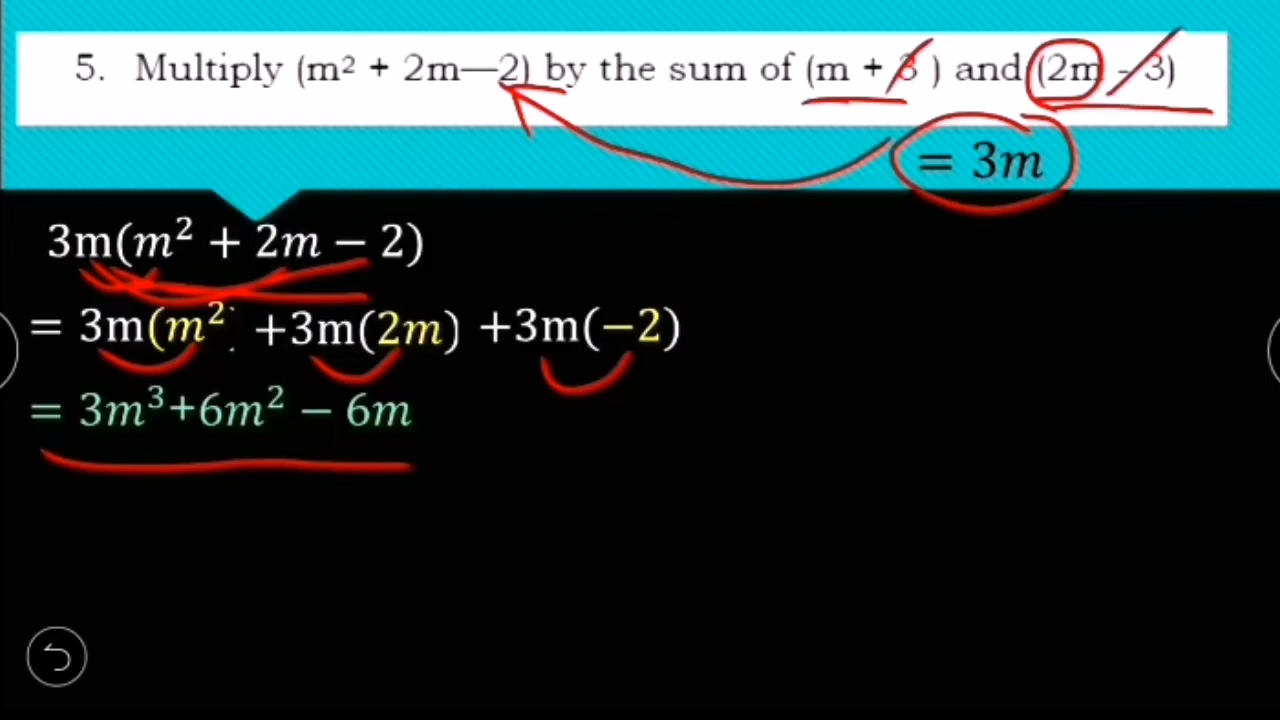 5. Multiply (m² + 2m—2) by the sum of (m + 3 ) and (2m - 3)
= 3m
3m(m² + 2m − 2)
= 3m(m²) +3m(2m) +3m(−2)
= 3m³+6m² − 6m